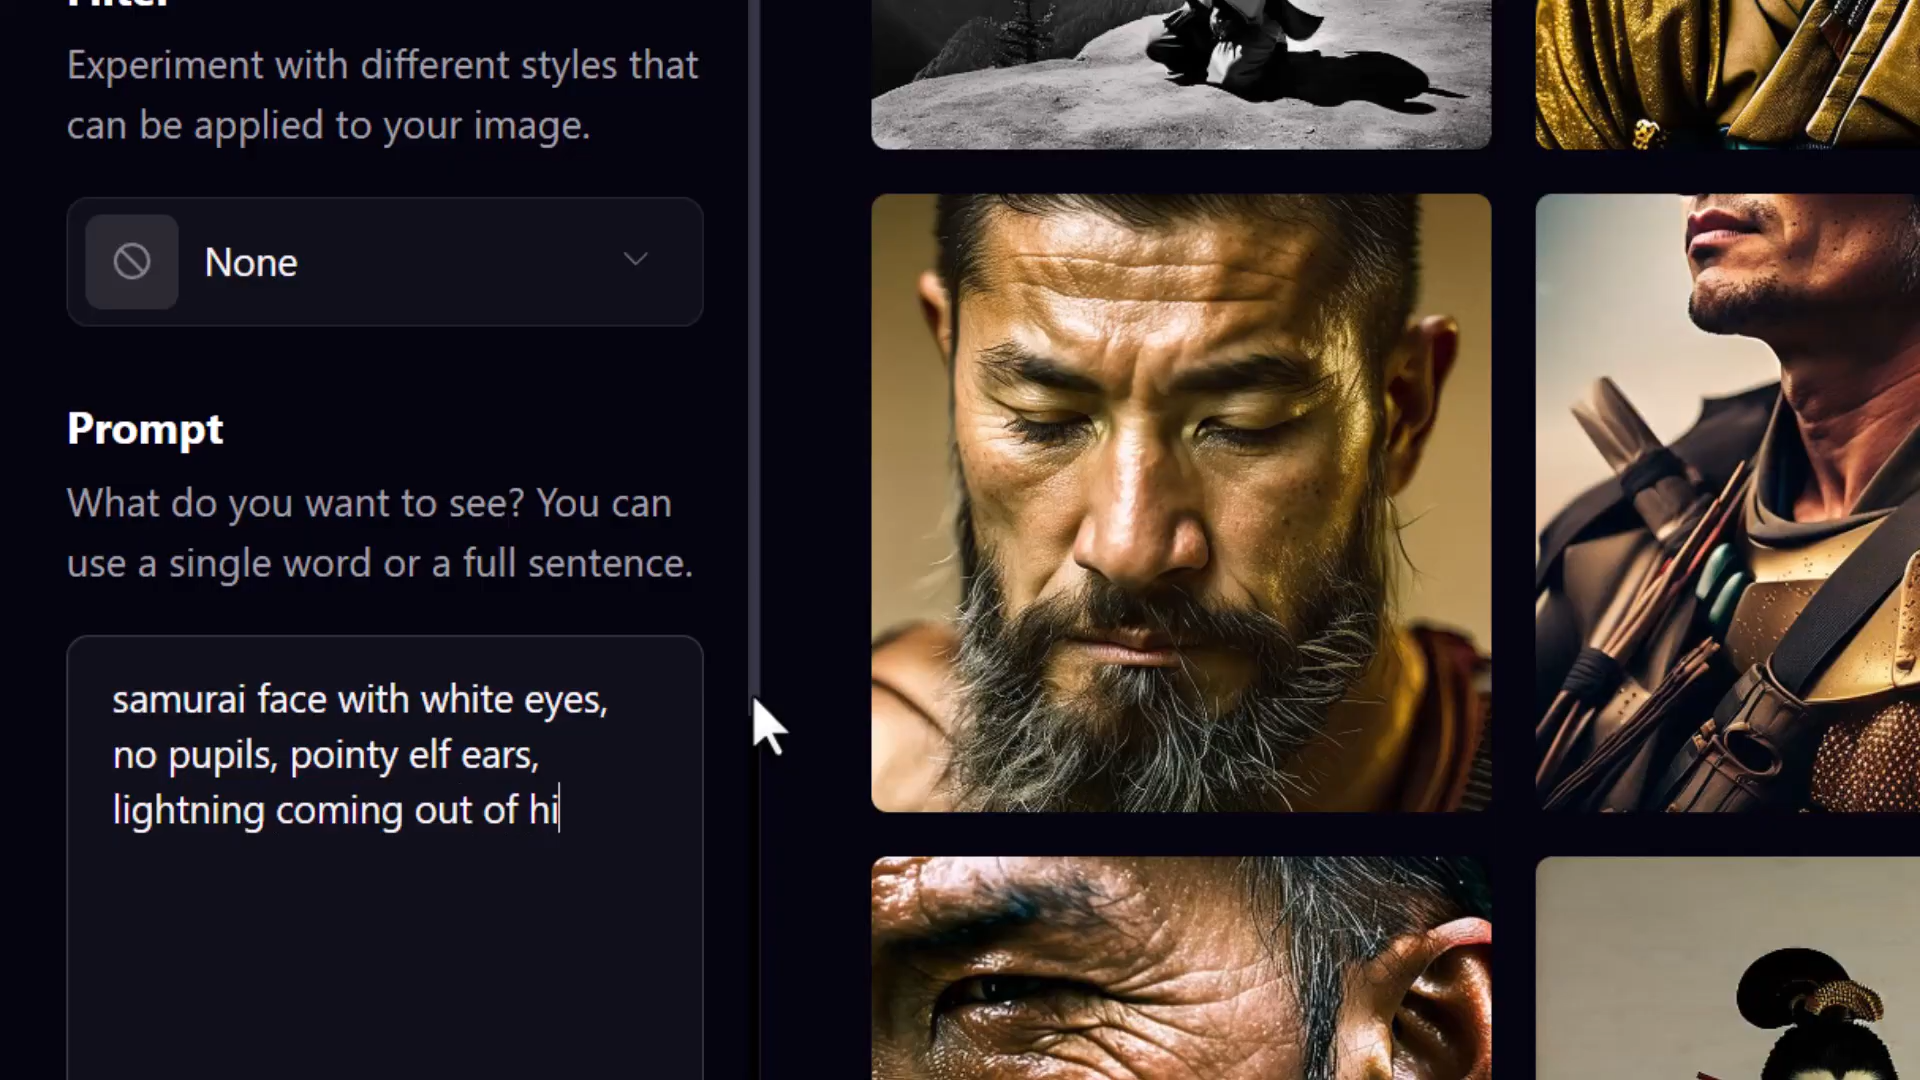 Filter
Experiment with different styles that
can be applied to your image.
None
Prompt
What do you want to see? You can
use a single word or a full sentence.
samurai face with white eyes,
no pupils, pointy elf ears,
lightning coming out of hi